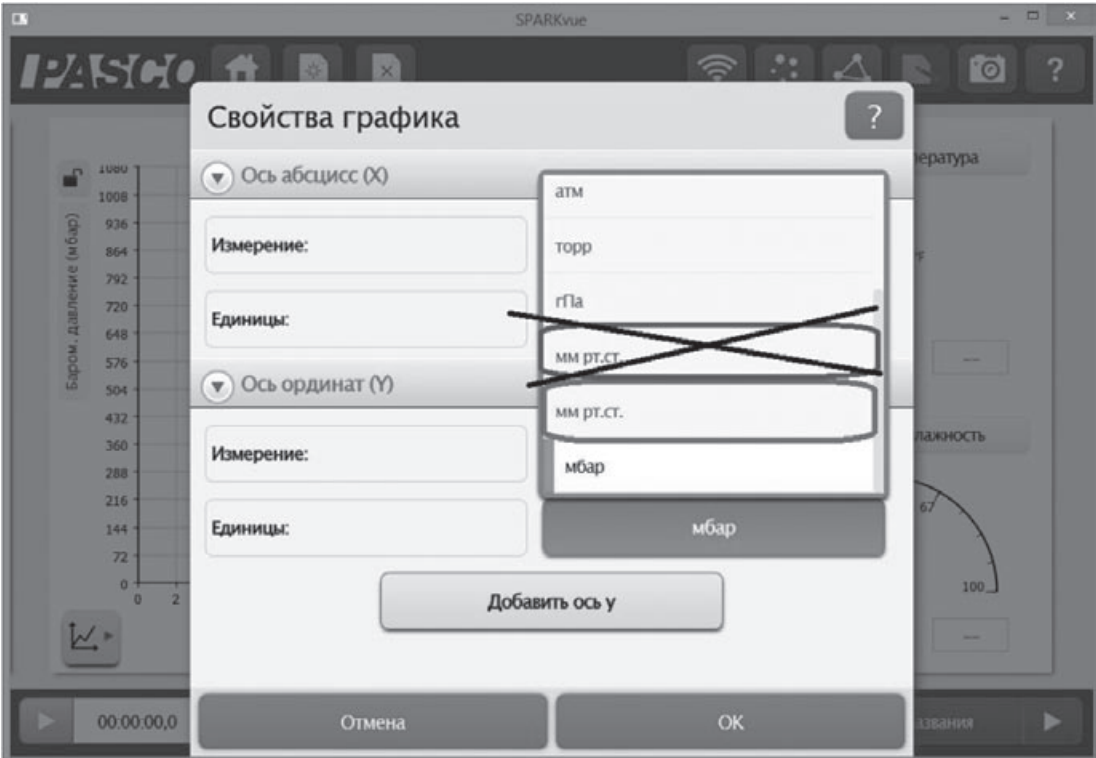 SPARKvue
PASCO
?
Свойства графика
?
Ось абсцисс (X)
Измерение:
Единицы:
Ось ординат (Y)
Измерение:
Единицы:
атм
торр
гПа
мм рт.ст.
мм рт.ст.
мбар
мбар
Добавить ось y
Отмена
OK
Баром. давление (мбар)
1080
1008
936
864
792
720
648
576
504
432
360
288
216
144
72
0
0 2
пература
°F
--
лажность
67
100
--
00:00:00,0
азвания